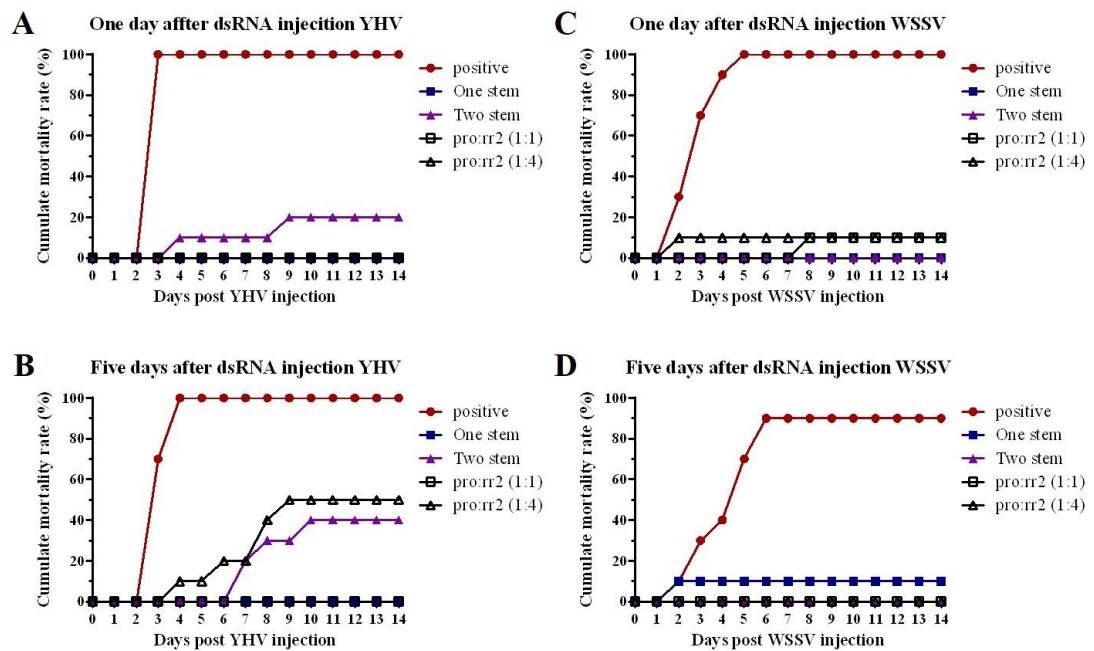 A
One day affter dsRNA injecition YHV
Cumulate mortality rate (%)
100
80
60
40
20
0
0 1 2 3 4 5 6 7 8 9 10 11 12 13 14
Days post YHV injection
positive
One stem
Two stem
pro:rr2 (1:1)
pro:rr2 (1:4)
C
One day after dsRNA injection WSSV
Cumulate mortality rate (%)
100
80
60
40
20
0
0 1 2 3 4 5 6 7 8 9 10 11 12 13 14
Days post WSSV injection
positive
One stem
Two stem
pro:rr2 (1:1)
pro:rr2 (1:4)
B
Five days after dsRNA injection YHV
Cumulate mortality rate (%)
100
80
60
40
20
0
0 1 2 3 4 5 6 7 8 9 10 11 12 13 14
Days post YHV injection
positive
One stem
Two stem
pro:rr2 (1:1)
pro:rr2 (1:4)
D
Five days after dsRNA injection WSSV
Cumulate mortality rate (%)
100
80
60
40
20
0
0 1 2 3 4 5 6 7 8 9 10 11 12 13 14
Days post WSSV injection
positive
One stem
Two stem
pro:rr2 (1:1)
pro:rr2 (1:4)